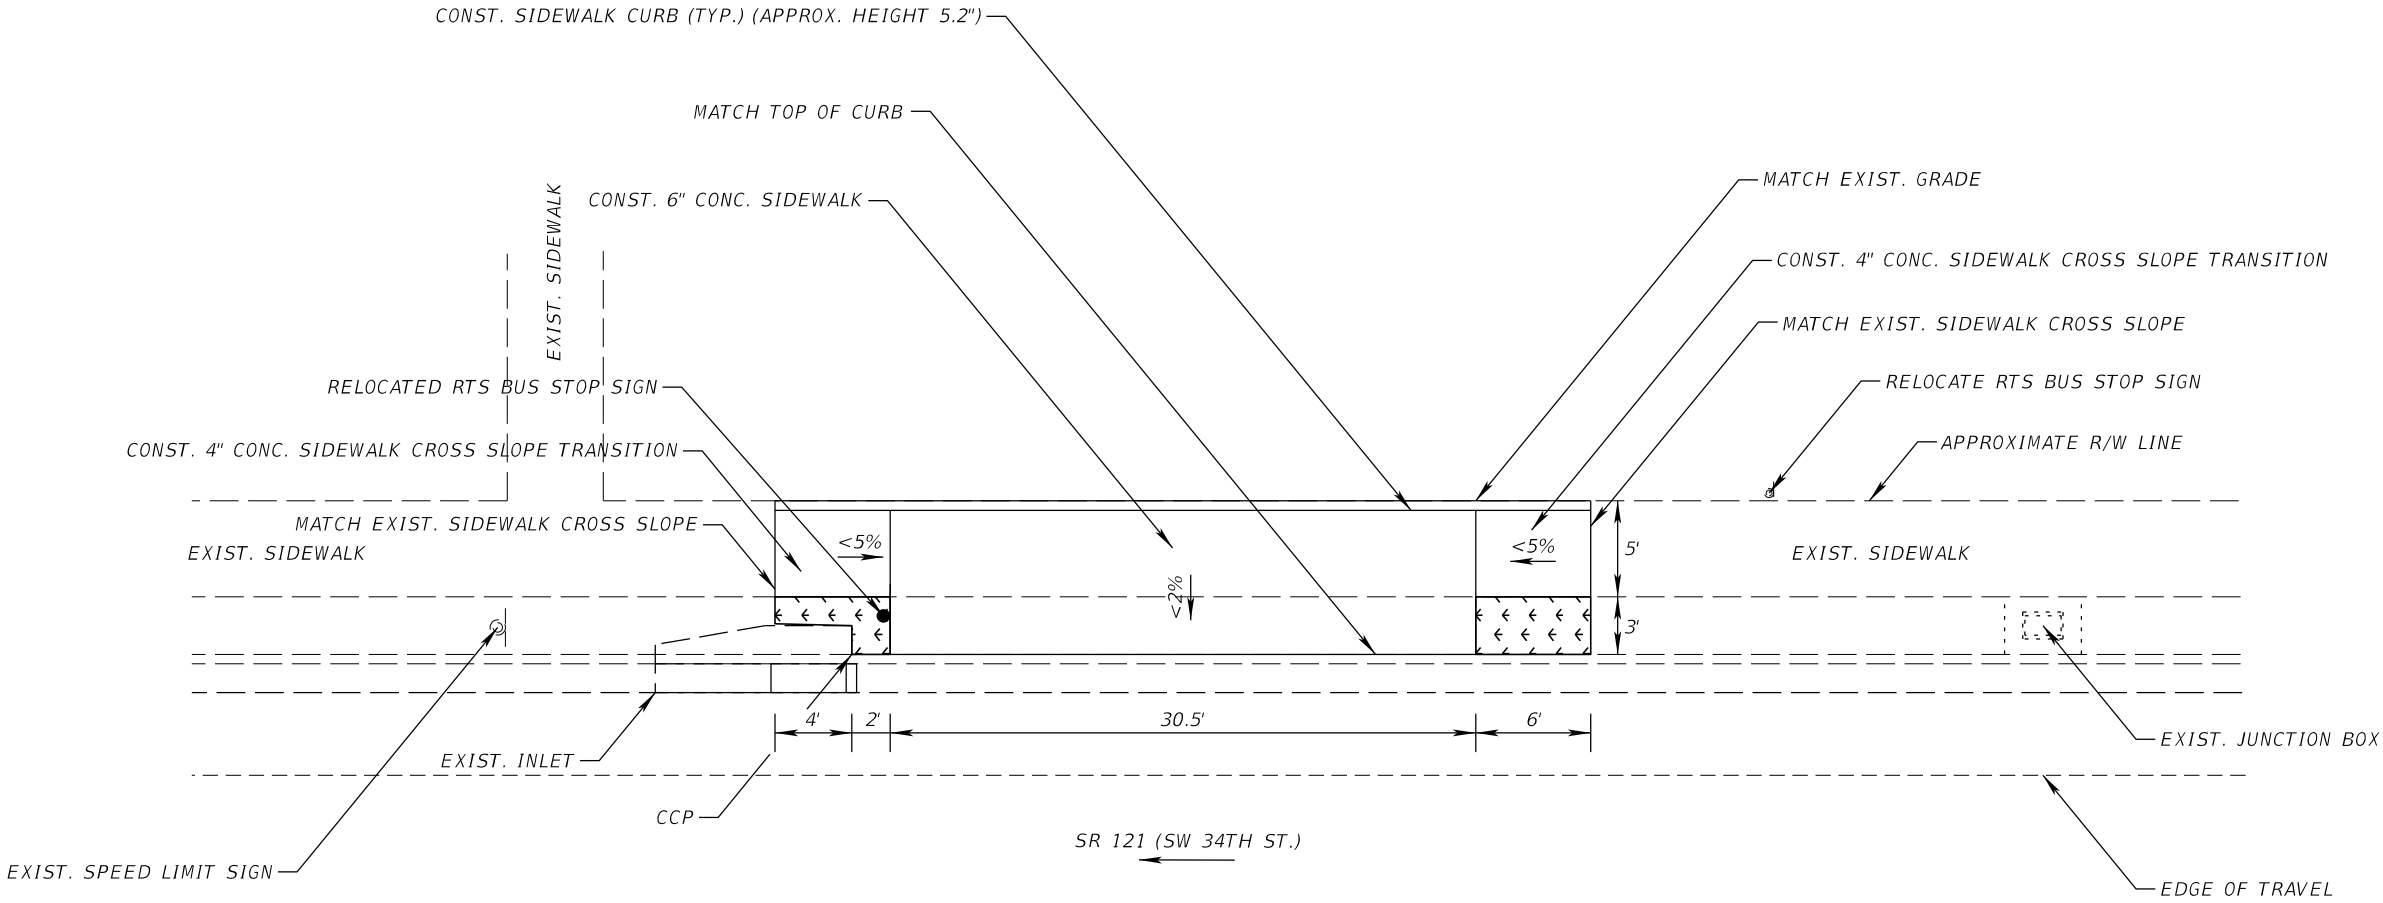 CONST. SIDEWALK CURB (TYP.) (APPROX. HEIGHT 5.2")
MATCH TOP OF CURB
MATCH EXIST. GRADE
EXIST. SIDEWALK
CONST. 6" CONC. SIDEWALK
CONST. 4" CONC. SIDEWALK CROSS SLOPE TRANSITION
MATCH EXIST. SIDEWALK CROSS SLOPE
RELOCATED RTS BUS STOP SIGN
RELOCATE RTS BUS STOP SIGN
CONST. 4" CONC. SIDEWALK CROSS SLOPE TRANSITION
APPROXIMATE R/W LINE
MATCH EXIST. SIDEWALK CROSS SLOPE
EXIST. SIDEWALK
<5%
<5%
5'
EXIST. SIDEWALK
<2%
3'
4'
2'
30.5'
6'
EXIST. INLET
EXIST. JUNCTION BOX
CCP
SR 121 (SW 34TH ST.)
EXIST. SPEED LIMIT SIGN
EDGE OF TRAVEL